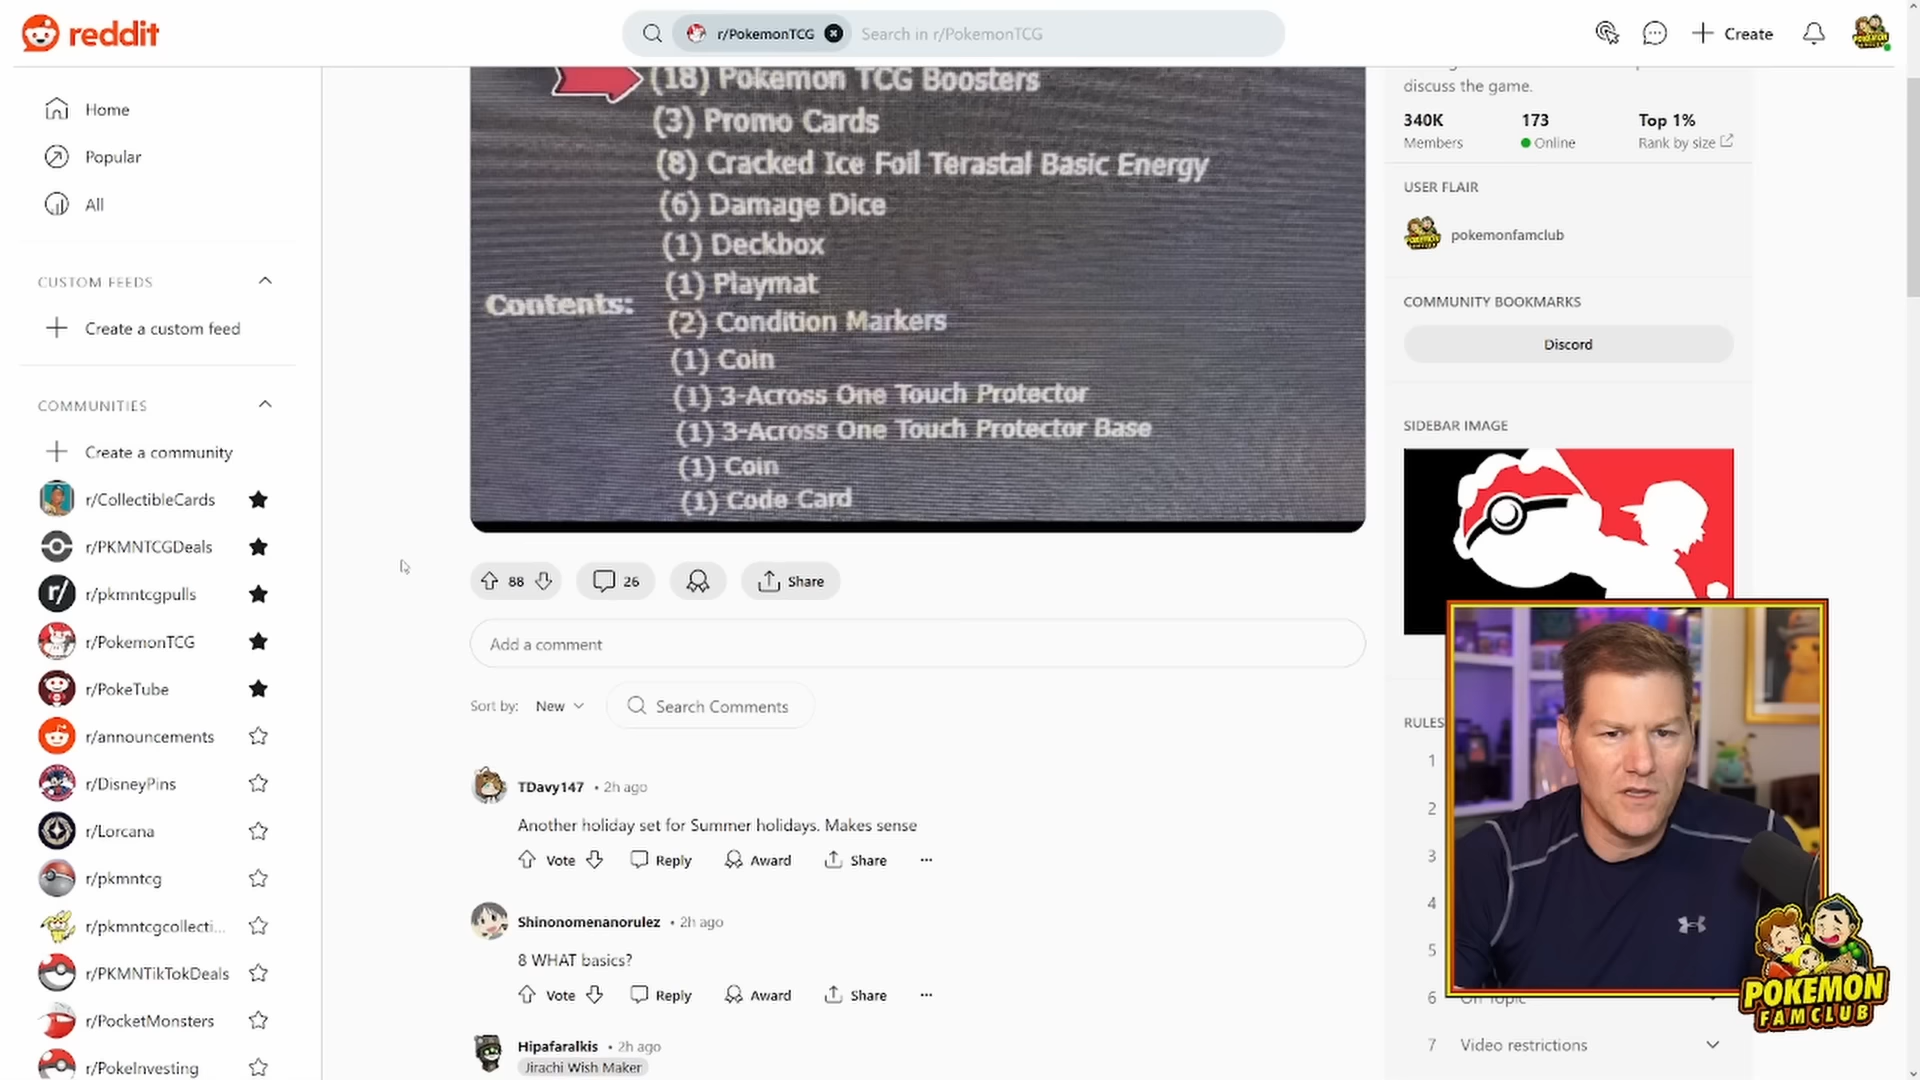 reddit
r/PokemonTCG
Search in r/PokemonTCG
Create
Home
Popular
All
CUSTOM FEEDS
Create a custom feed
COMMUNITIES
Create a community
r/CollectibleCards
r/PKMNTCGDeals
r/pkmntcgpulls
r/PokemonTCG
r/PokeTube
r/announcements
r/DisneyPins
r/Lorcana
r/pkmntcg
r/pkmntcgcollecti...
r/PKMNTikTokDeals
r/PocketMonsters
r/PokeInvesting
(18) Pokemon TCG Boosters
(3) Promo Cards
(8) Cracked Ice Foil Terastal Basic Energy
(6) Damage Dice
(1) Deckbox
(1) Playmat
Contents:
(2) Condition Markers
(1) Coin
(1) 3-Across One Touch Protector
(1) 3-Across One Touch Protector Base
(1) Coin
(1) Code Card
88
26
Share
Add a comment
Sort by: New
Search Comments
TDavy147 • 2h ago
Another holiday set for Summer holidays. Makes sense
Vote Reply Award Share ...
Shinonomenanorulez • 2h ago
8 WHAT basics?
Vote Reply Award Share ...
Hipafaralkis • 2h ago
Jirachi Wish Maker
discuss the game.
340K 173 Top 1%
Members Online Rank by size
USER FLAIR
pokemonfamclub
COMMUNITY BOOKMARKS
Discord
SIDEBAR IMAGE
RULES
1
2
3
4
5
6 On Topic
7 Video restrictions
POKEMON
FAMCLUB